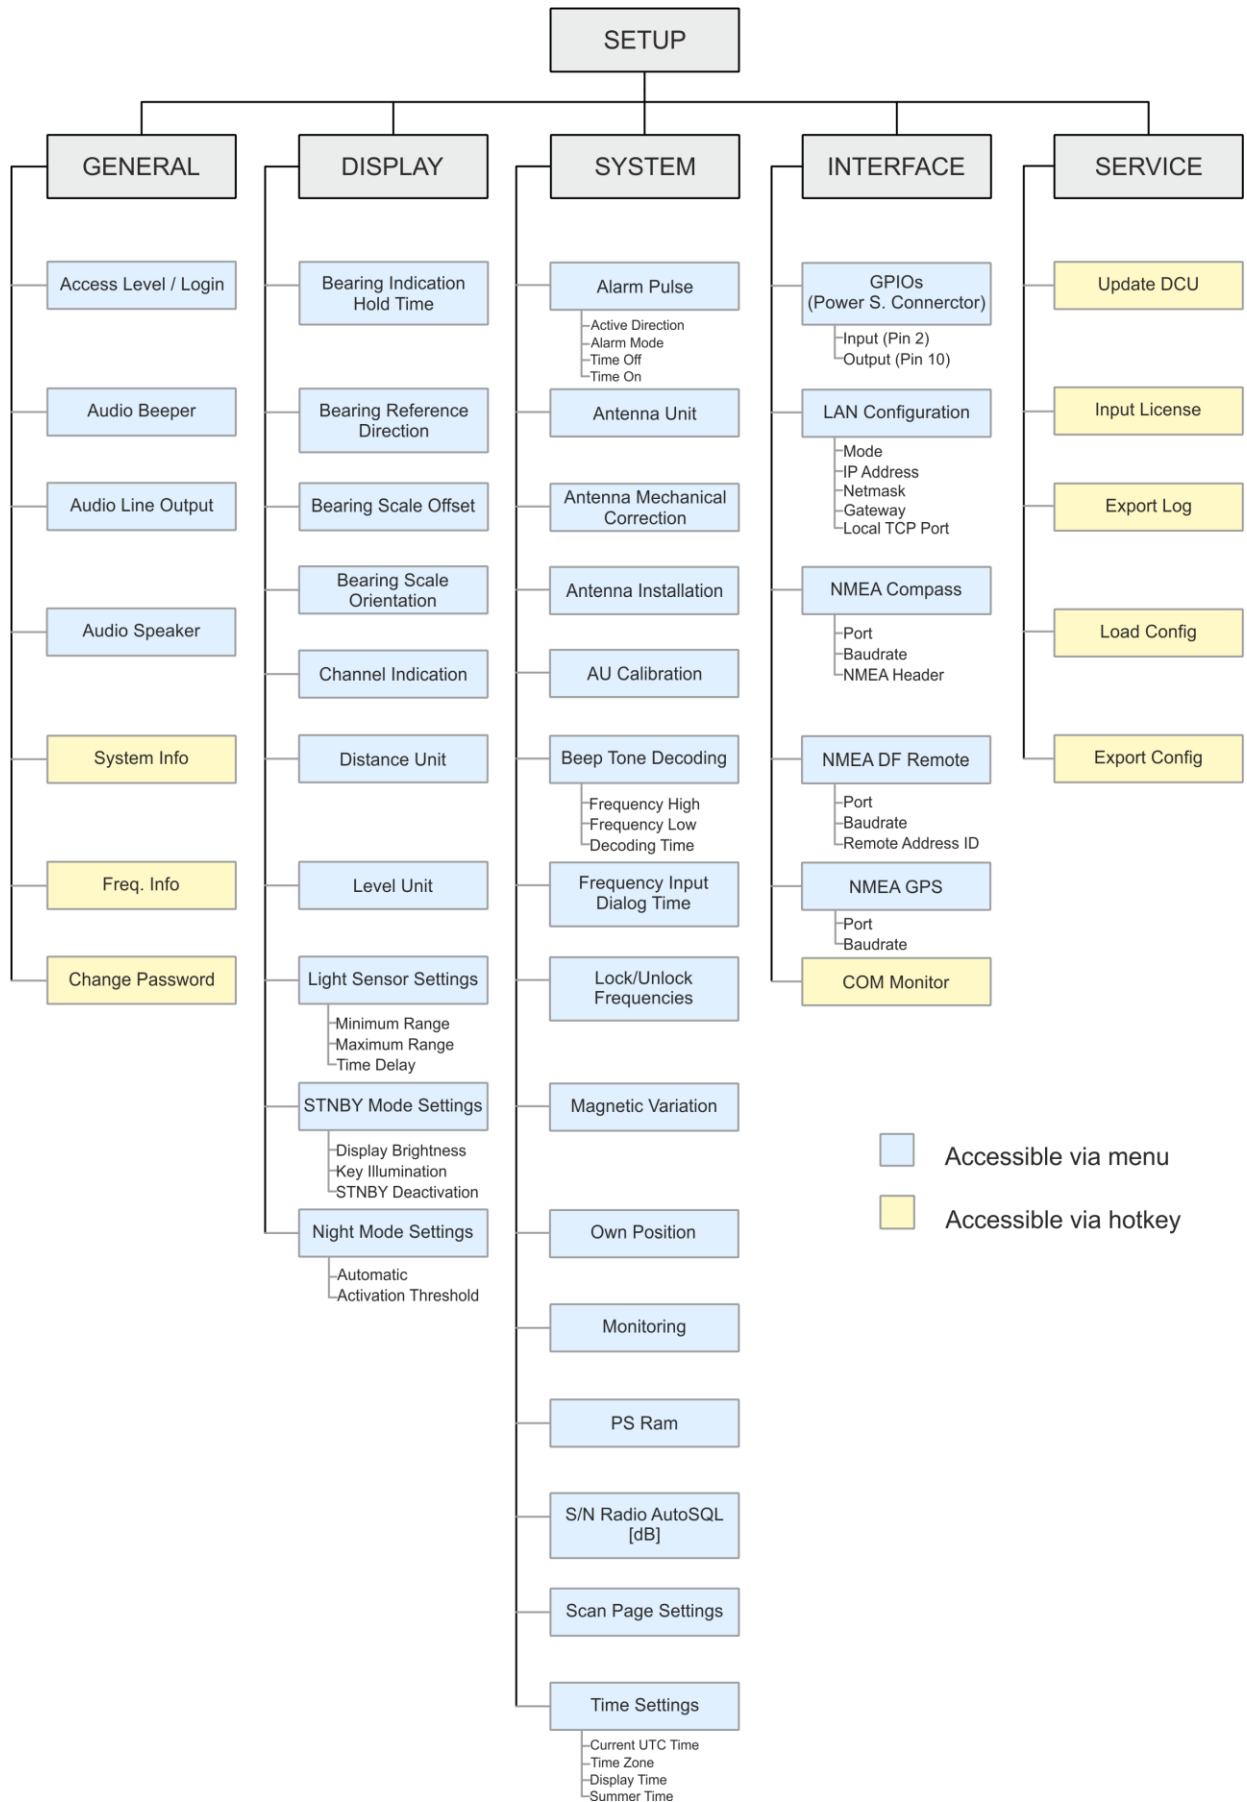 SETUP
GENERAL
Access Level / Login
Audio Beeper
Audio Line Output
Audio Speaker
System Info
Freq. Info
Change Password
DISPLAY
Bearing Indication
Hold Time
Bearing Reference
Direction
Bearing Scale Offset
Bearing Scale
Orientation
Channel Indication
Distance Unit
Level Unit
Light Sensor Settings
Minimum Range
Maximum Range
Time Delay
STNBY Mode Settings
Display Brightness
Key Illumination
STNBY Deactivation
Night Mode Settings
Automatic
Activation Threshold
SYSTEM
Alarm Pulse
Active Direction
Alarm Mode
Time Off
Time On
Antenna Unit
Antenna Mechanical
Correction
Antenna Installation
AU Calibration
Beep Tone Decoding
Frequency High
Frequency Low
Decoding Time
Frequency Input
Dialog Time
Lock/Unlock
Frequencies
Magnetic Variation
Own Position
Monitoring
PS Ram
S/N Radio AutoSQL
[dB]
Scan Page Settings
Time Settings
Current UTC Time
Time Zone
Display Time
Summer Time
INTERFACE
GPIOs
(Power S. Connerctor)
Input (Pin 2)
Output (Pin 10)
LAN Configuration
Mode
IP Address
Netmask
Gateway
Local TCP Port
NMEA Compass
Port
Baudrate
NMEA Header
NMEA DF Remote
Port
Baudrate
Remote Address ID
NMEA GPS
Port
Baudrate
COM Monitor
SERVICE
Update DCU
Input License
Export Log
Load Config
Export Config
Accessible via menu
Accessible via hotkey